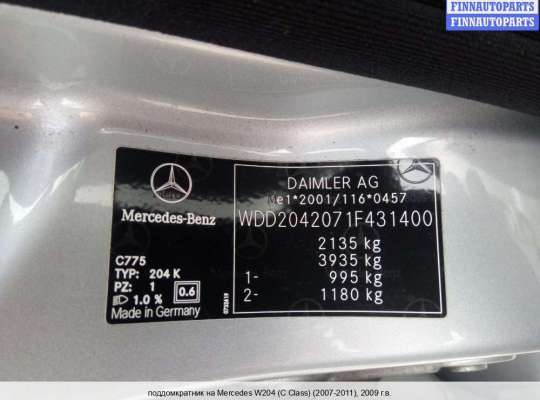 FINNAUTOPARTS
FINNAUTOPARTS
Mercedes-Benz
C775
TYP: 204 K
PZ: 1
1.0 % 0.6
Made in Germany
DAIMLER AG
e1*2001/116*0457
WDD2042071F431400
2135 kg
3935 kg
1- 995 kg
2- 1180 kg
поддомкратник на Mercedes W204 (C Class) (2007-2011), 2009 г.в.